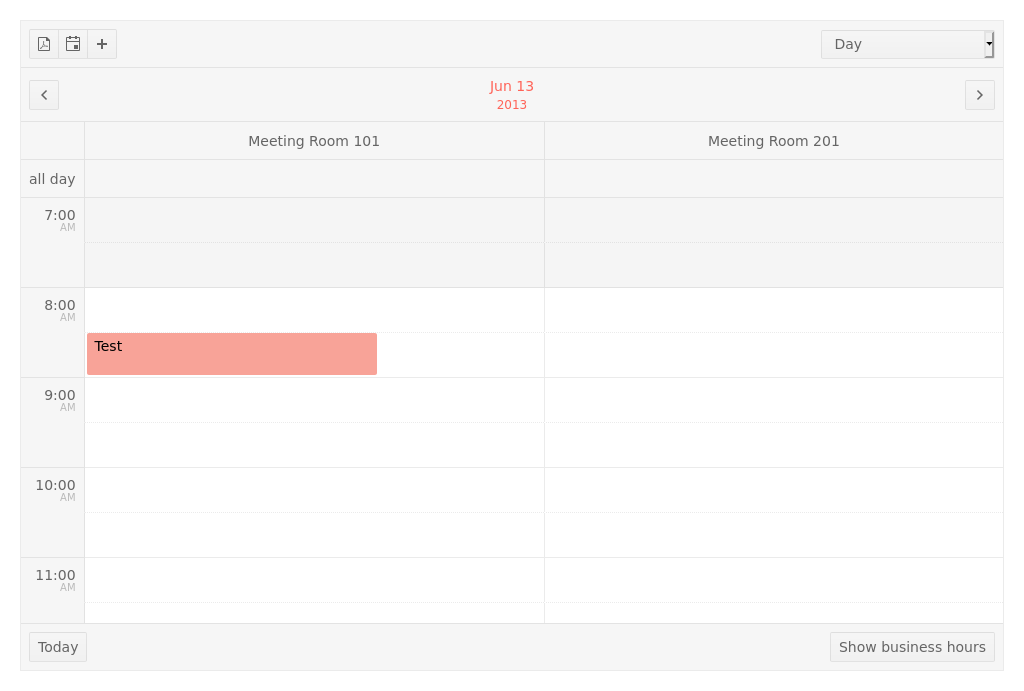 Day
Jun 13
2013
Meeting Room 101
Meeting Room 201
all day
7:00
AM
8:00
AM
Test
9:00
AM
10:00
AM
11:00
AM
Today
Show business hours